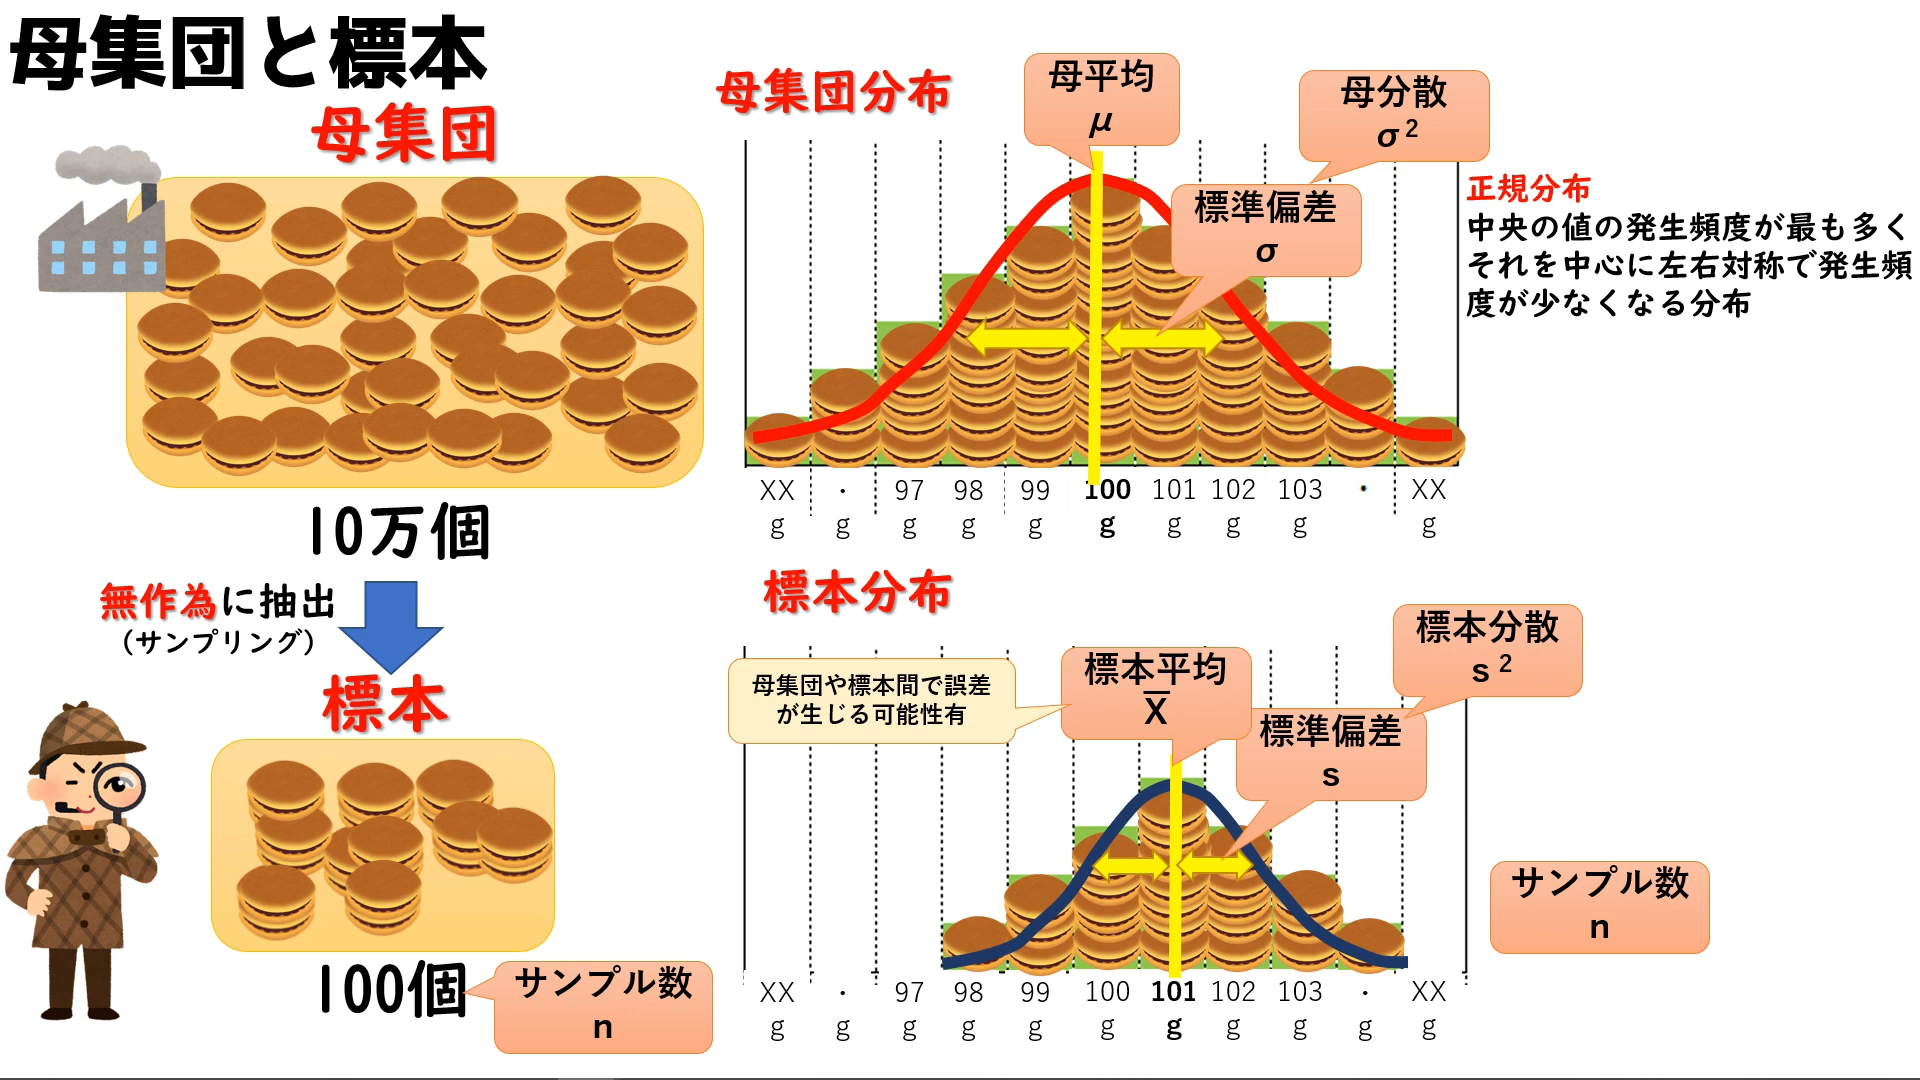 母集団と標本
母集団
10万個
無作為に抽出
（サンプリング）
標本
100個
サンプル数
n
母集団分布
母平均
μ
母分散
σ²
標準偏差
σ
正規分布
中央の値の発生頻度が最も多く
それを中心に左右対称で発生頻
度が少なくなる分布
XX ・ 97 98 99 100 101 102 103 ・ XX
g g g g g g g g g g
標本分布
母集団や標本間で誤差
が生じる可能性有
標本平均
X̅
標本分散
s²
標準偏差
s
サンプル数
n
XX ・ 97 98 99 100 101 102 103 ・ XX
g g g g g g g g g g g